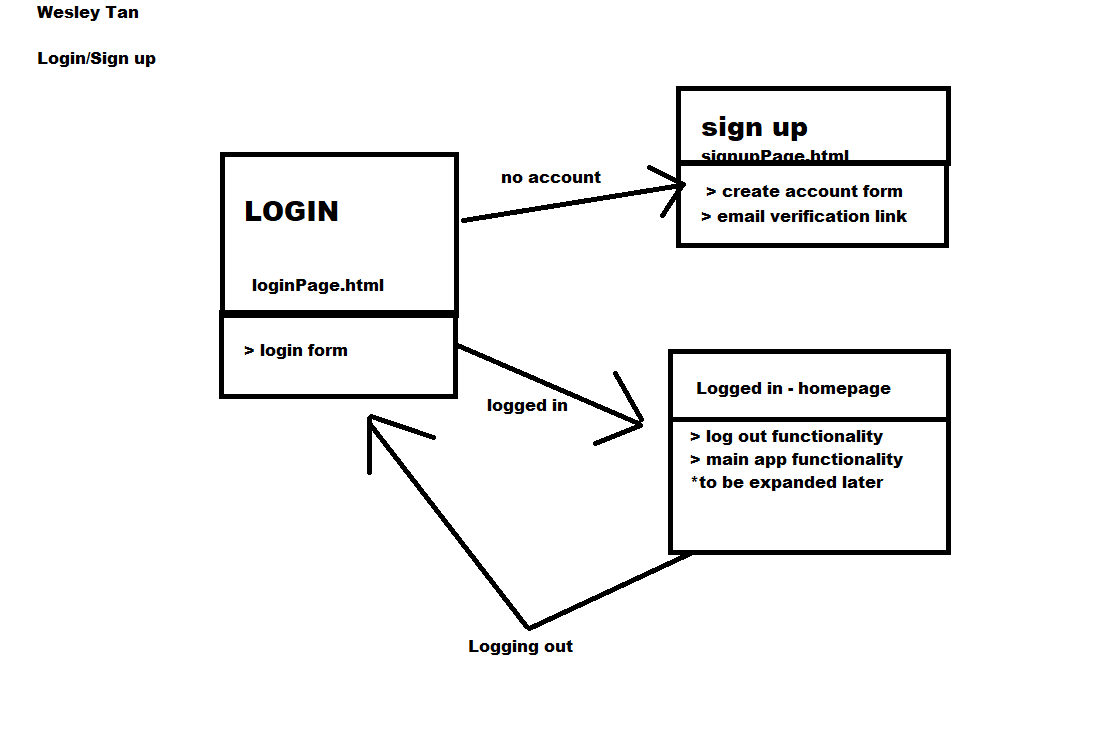 Wesley Tan
Login/Sign up
sign up
signupPage.html
> create account form
> email verification link
no account
LOGIN
loginPage.html
> login form
logged in
Logged in - homepage
> log out functionality
> main app functionality
*to be expanded later
Logging out